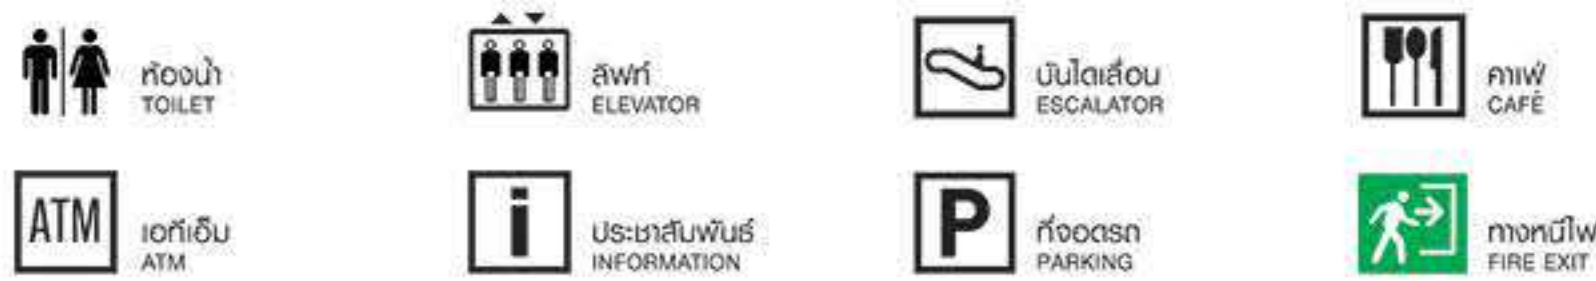 ห้องน้ำ
TOILET
ลิฟท์
ELEVATOR
บันไดเลื่อน
ESCALATOR
คาเฟ่
CAFÉ
ATM
เอทีเอ็ม
ATM
i
ประชาสัมพันธ์
INFORMATION
P
ที่จอดรถ
PARKING
ทางหนีไฟ
FIRE EXIT